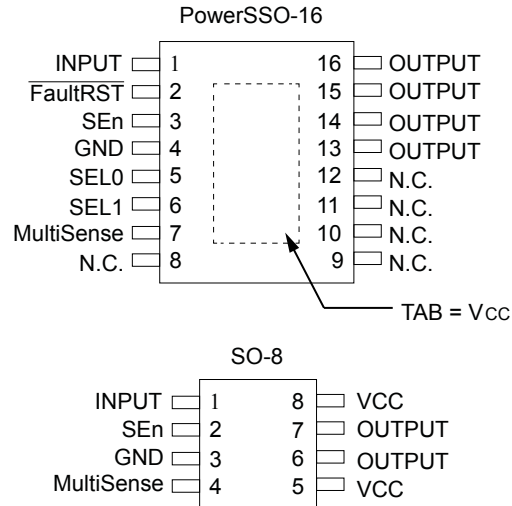 PowerSSO-16
INPUT 1 16 OUTPUT
FaultRST 2 15 OUTPUT
SEn 3 14 OUTPUT
GND 4 13 OUTPUT
SEL0 5 12 N.C.
SEL1 6 11 N.C.
MultiSense 7 10 N.C.
N.C. 8 9 N.C.
TAB = VCC
SO-8
INPUT 1 8 VCC
SEn 2 7 OUTPUT
GND 3 6 OUTPUT
MultiSense 4 5 VCC